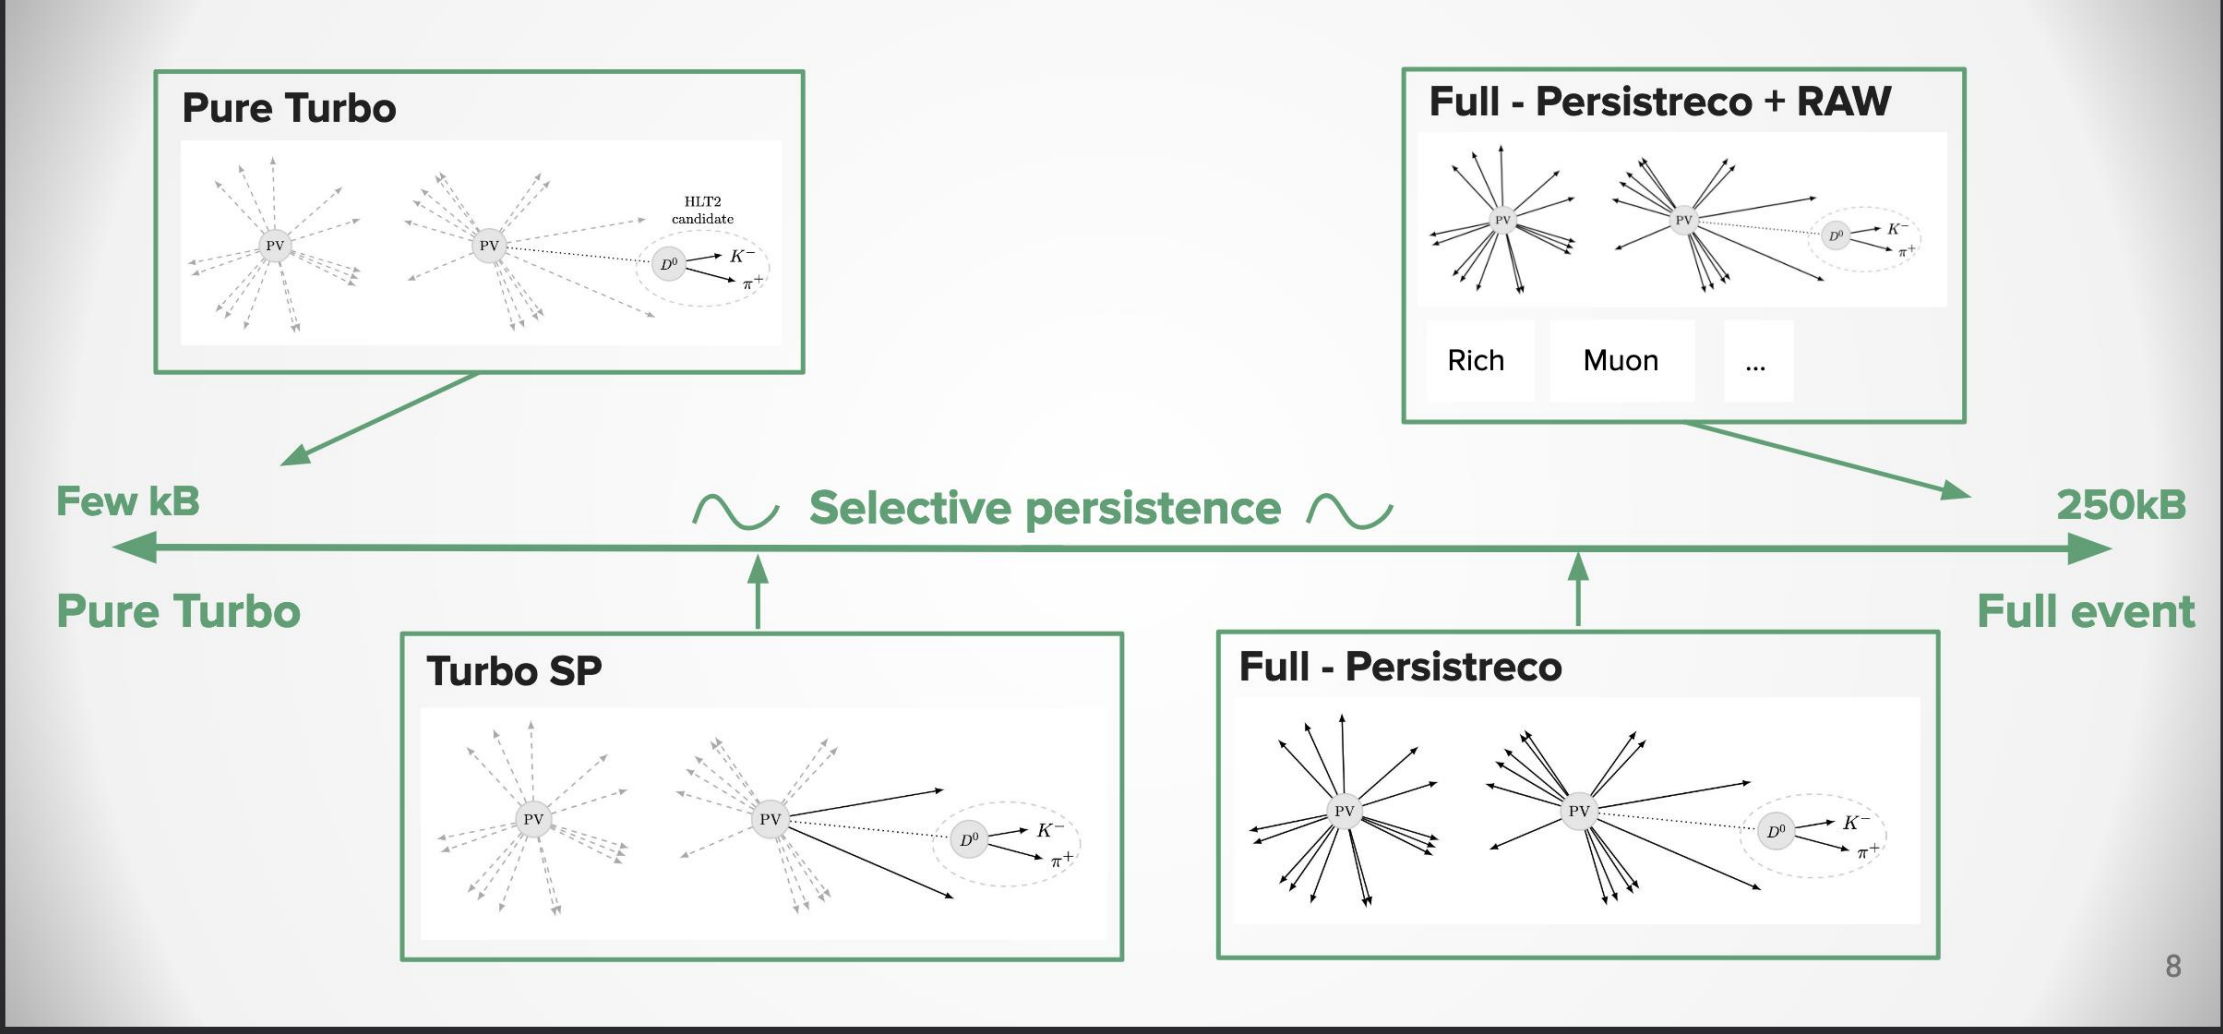 Pure Turbo
PV
PV
HLT2
candidate
D⁰
K⁻
π⁺
Full - Persistreco + RAW
PV
PV
D⁰
K⁻
π⁺
Rich
Muon
...
Few kB
Selective persistence
250kB
Pure Turbo
Full event
Turbo SP
PV
PV
D⁰
K⁻
π⁺
Full - Persistreco
PV
PV
D⁰
K⁻
π⁺
8